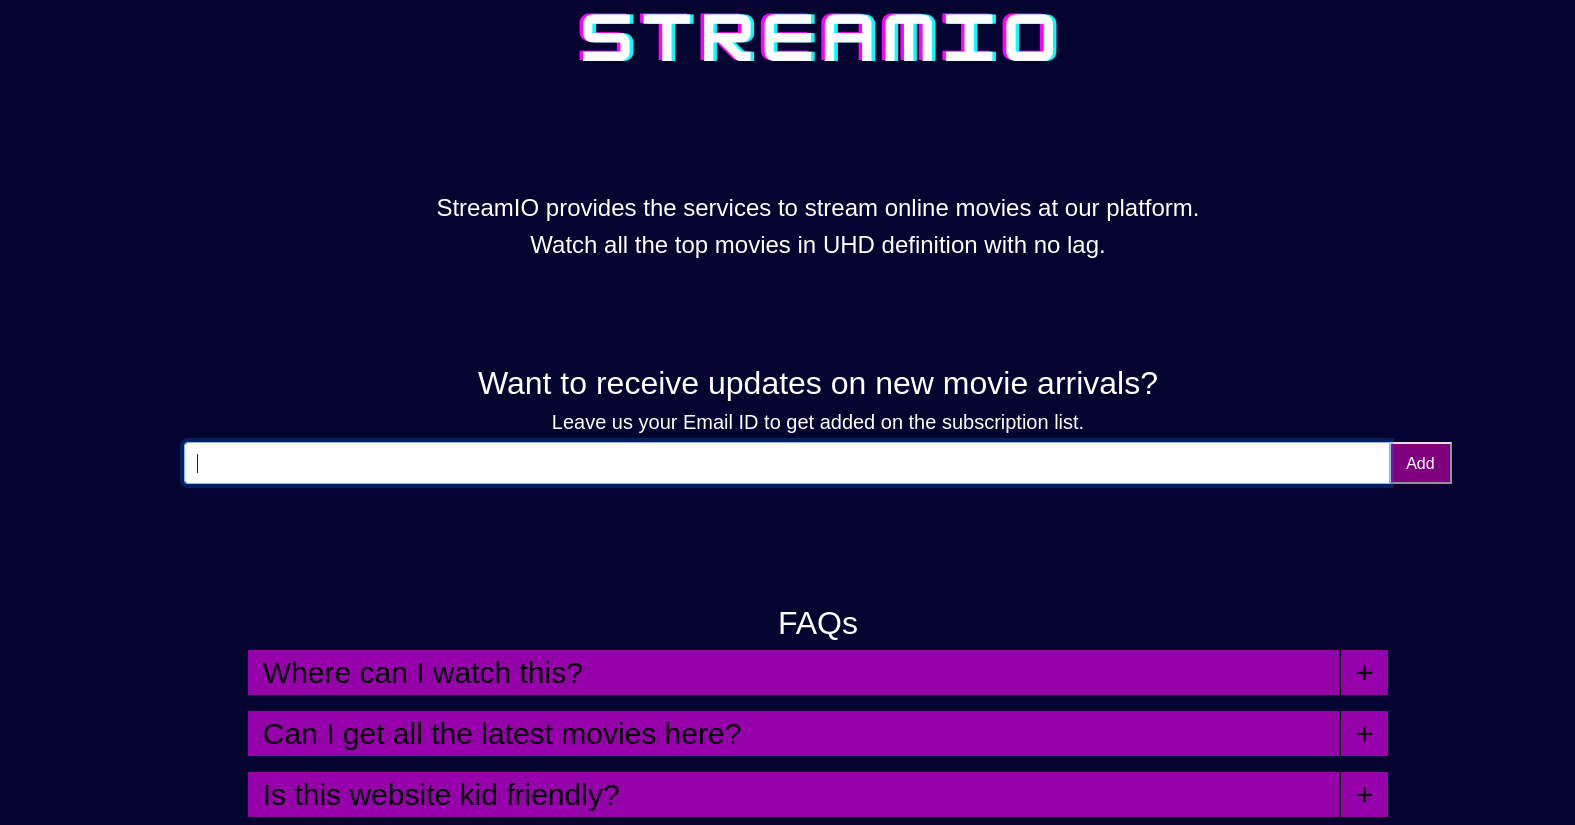 STREAMIO
StreamIO provides the services to stream online movies at our platform.
Watch all the top movies in UHD definition with no lag.
Want to receive updates on new movie arrivals?
Leave us your Email ID to get added on the subscription list.
Add
FAQs
Where can I watch this? +
Can I get all the latest movies here? +
Is this website kid friendly? +